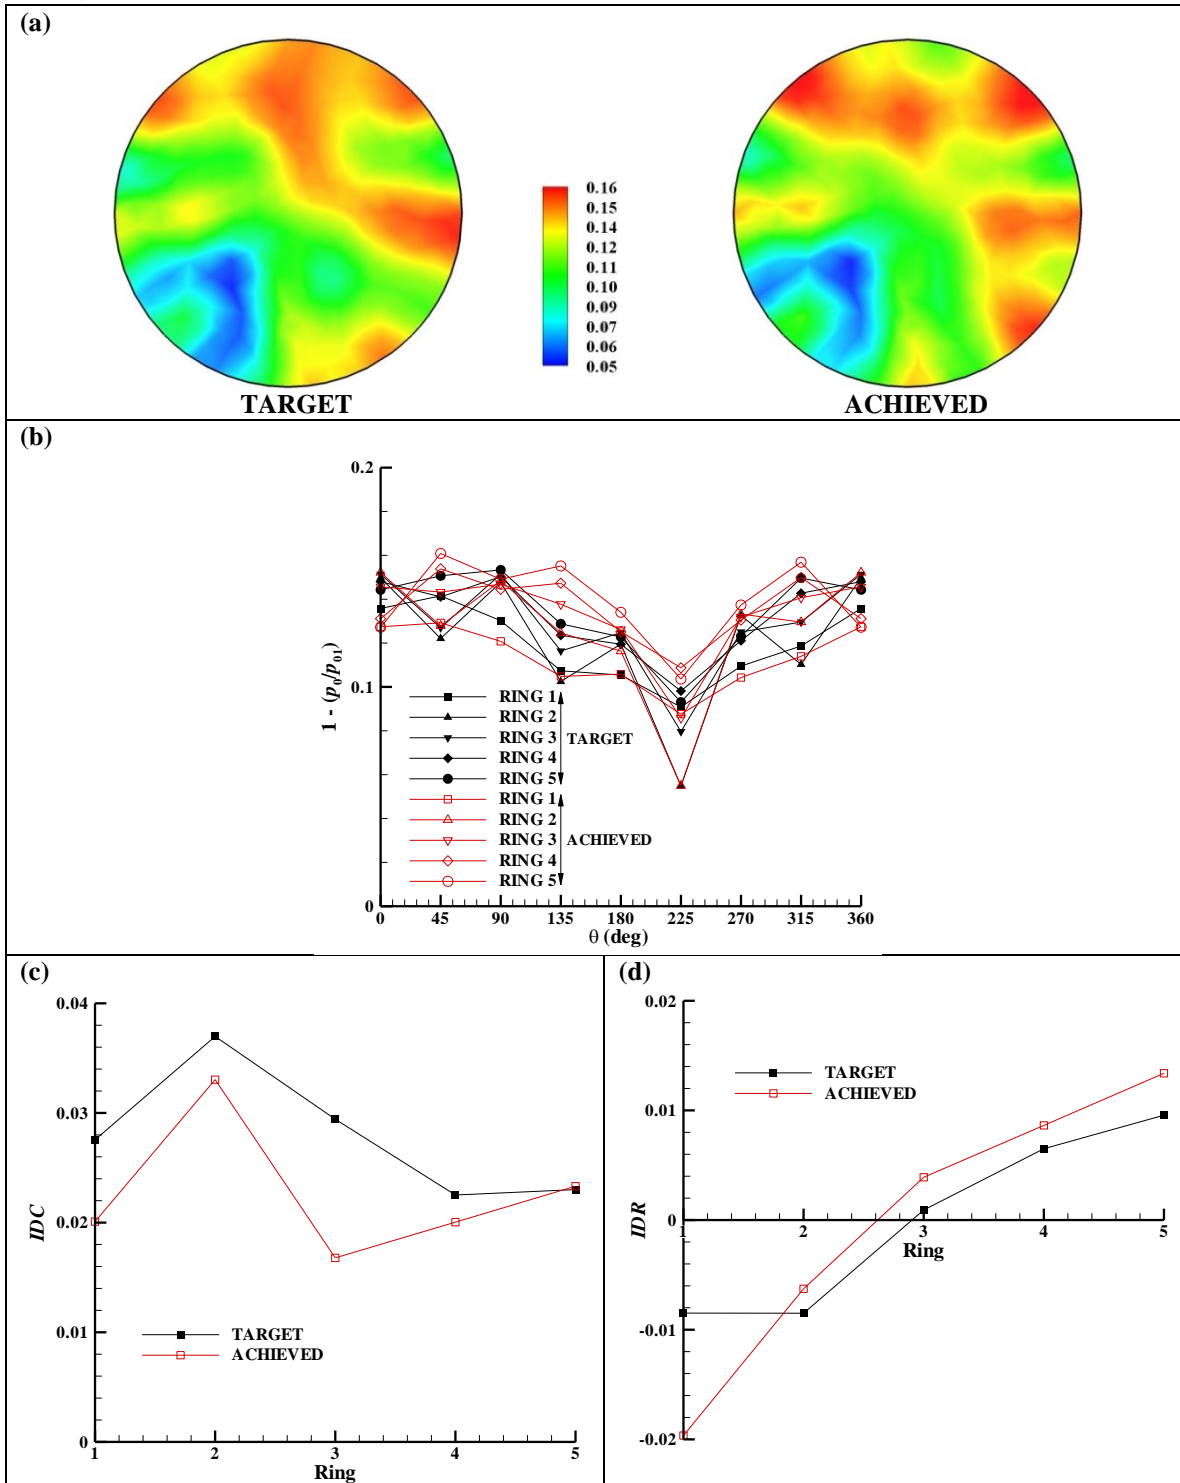 (a)
0.16
0.15
0.14
0.12
0.11
0.10
0.09
0.07
0.06
0.05
TARGET
ACHIEVED
(b)
0.2
0.1
0
1 - (p0/p01)
RING 1
RING 2
RING 3
RING 4
RING 5
TARGET
RING 1
RING 2
RING 3
RING 4
RING 5
ACHIEVED
0 45 90 135 180 225 270 315 360
θ (deg)
(c)
0.04
0.03
0.02
0.01
0
IDC
TARGET
ACHIEVED
1 2 3 4 5
Ring
(d)
0.02
0.01
0
-0.01
-0.02
IDR
TARGET
ACHIEVED
1 2 3 4 5
Ring